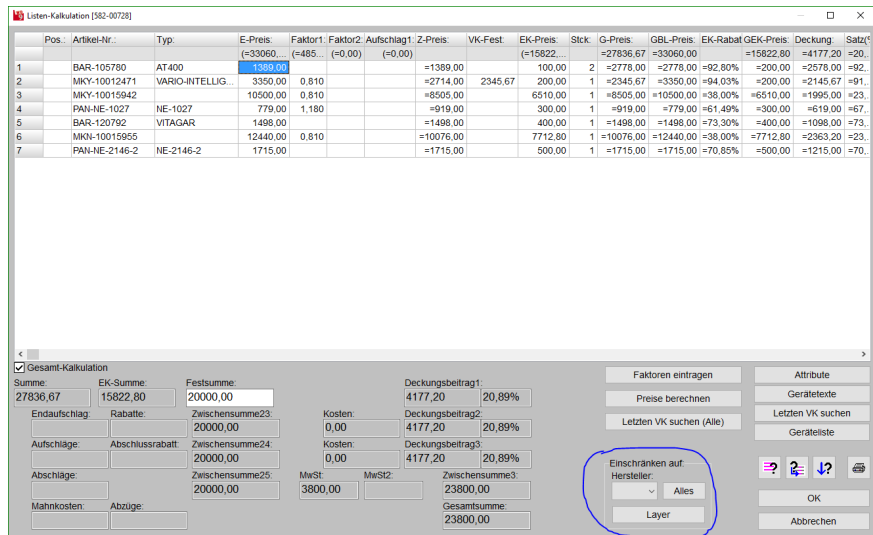 Listen-Kalkulation [582-00728]
Pos.: Artikel-Nr.: Typ: E-Preis: Faktor1: Faktor2: Aufschlag1: Z-Preis: VK-Fest: EK-Preis: Stck: G-Preis: GBL-Preis: EK-Rabat GEK-Preis: Deckung: Satz(%
(=33060,... (=485... (=0,00) (=0,00) (=15822,... =27836,67 =33060,00 =15822,80 =4177,20 =20,..
1 BAR-105780 AT400 1389,00 =1389,00 100,00 2 =2778,00 =2778,00 =92,80% =200,00 =2578,00 =92,..
2 MKY-10012471 VARIO-INTELLIG... 3350,00 0,810 =2714,00 2345,67 200,00 1 =2345,67 =3350,00 =94,03% =200,00 =2145,67 =91,..
3 MKY-10015942 10500,00 0,810 =8505,00 6510,00 1 =8505,00 =10500,00 =38,00% =6510,00 =1995,00 =23,..
4 PAN-NE-1027 NE-1027 779,00 1,180 =919,00 300,00 1 =919,00 =779,00 =61,49% =300,00 =619,00 =67,..
5 BAR-120792 VITAGAR 1498,00 =1498,00 400,00 1 =1498,00 =1498,00 =73,30% =400,00 =1098,00 =73,..
6 MKN-10015955 12440,00 0,810 =10076,00 7712,80 1 =10076,00 =12440,00 =38,00% =7712,80 =2363,20 =23,..
7 PAN-NE-2146-2 NE-2146-2 1715,00 =1715,00 500,00 1 =1715,00 =1715,00 =70,85% =500,00 =1215,00 =70,..
Gesamt-Kalkulation
Summe: EK-Summe: Festsumme: Deckungsbeitrag1:
27836,67 15822,80 20000,00 4177,20 20,89%
Endaufschlag: Rabatte: Zwischensumme23: Kosten: Deckungsbeitrag2:
20000,00 0,00 4177,20 20,89%
Aufschläge: Abschlussrabatt: Zwischensumme24: Kosten: Deckungsbeitrag3:
20000,00 0,00 4177,20 20,89%
Abschläge: Zwischensumme25: MwSt: MwSt2: Zwischensumme3:
20000,00 3800,00 23800,00
Mahnkosten: Abzüge: Gesamtsumme:
23800,00
Faktoren eintragen
Preise berechnen
Letzten VK suchen (Alle)
Einschränken auf:
Hersteller:
Alles
Layer
Attribute
Gerätetexte
Letzten VK suchen
Geräteliste
OK
Abbrechen